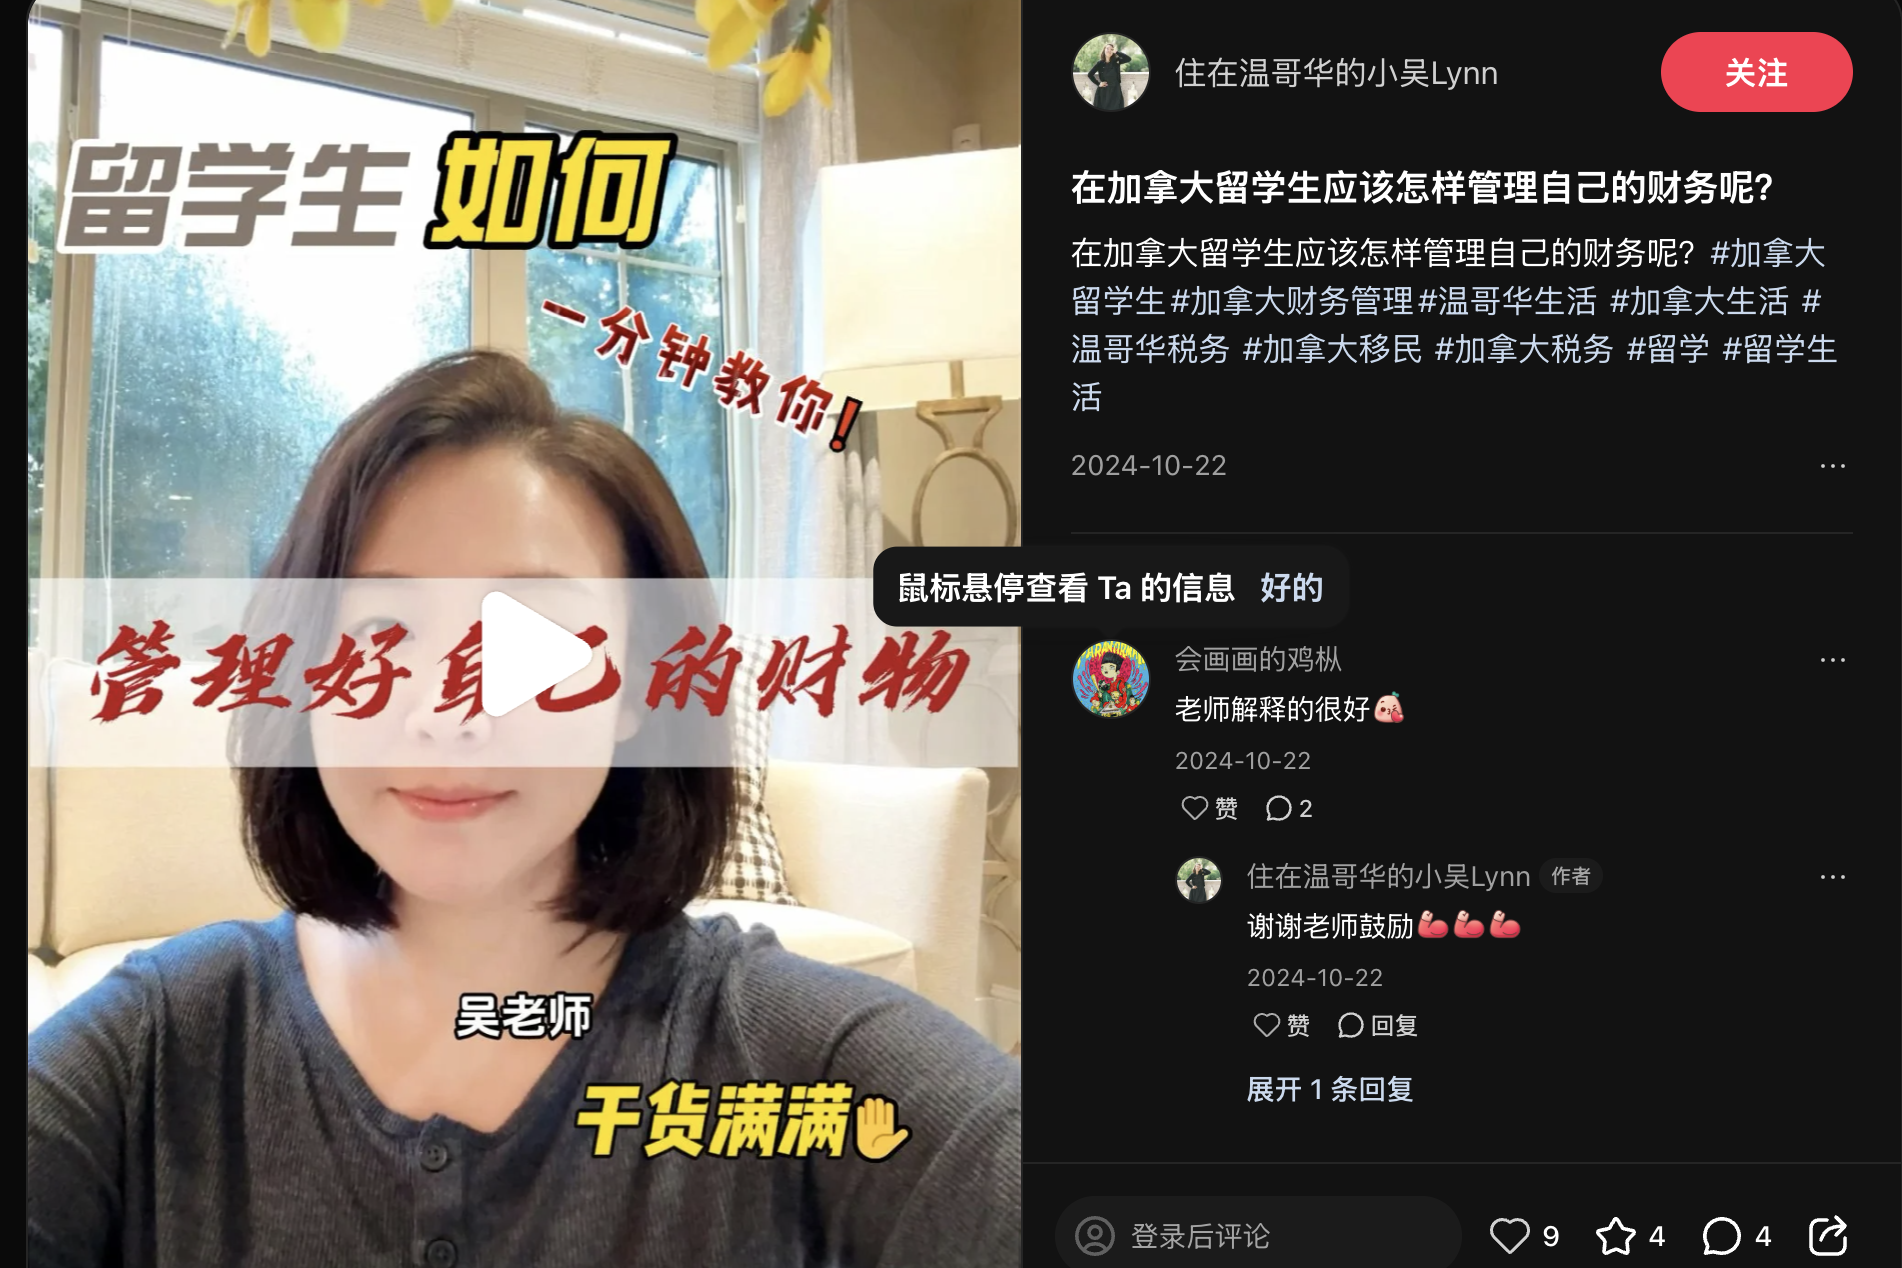 留学生 如何
一分钟教你!
管理好自己的财物
吴老师
干货满满
住在温哥华的小吴Lynn
关注
在加拿大留学生应该怎样管理自己的财务呢?
在加拿大留学生应该怎样管理自己的财务呢? #加拿大
留学生 #加拿大财务管理 #温哥华生活 #加拿大生活 #
温哥华税务 #加拿大移民 #加拿大税务 #留学 #留学生
活
2024-10-22
鼠标悬停查看 Ta 的信息 好的
会画画的鸡枞
老师解释的很好
2024-10-22
赞 2
住在温哥华的小吴Lynn 作者
谢谢老师鼓励
2024-10-22
赞 回复
展开 1 条回复
登录后评论 9 4 4